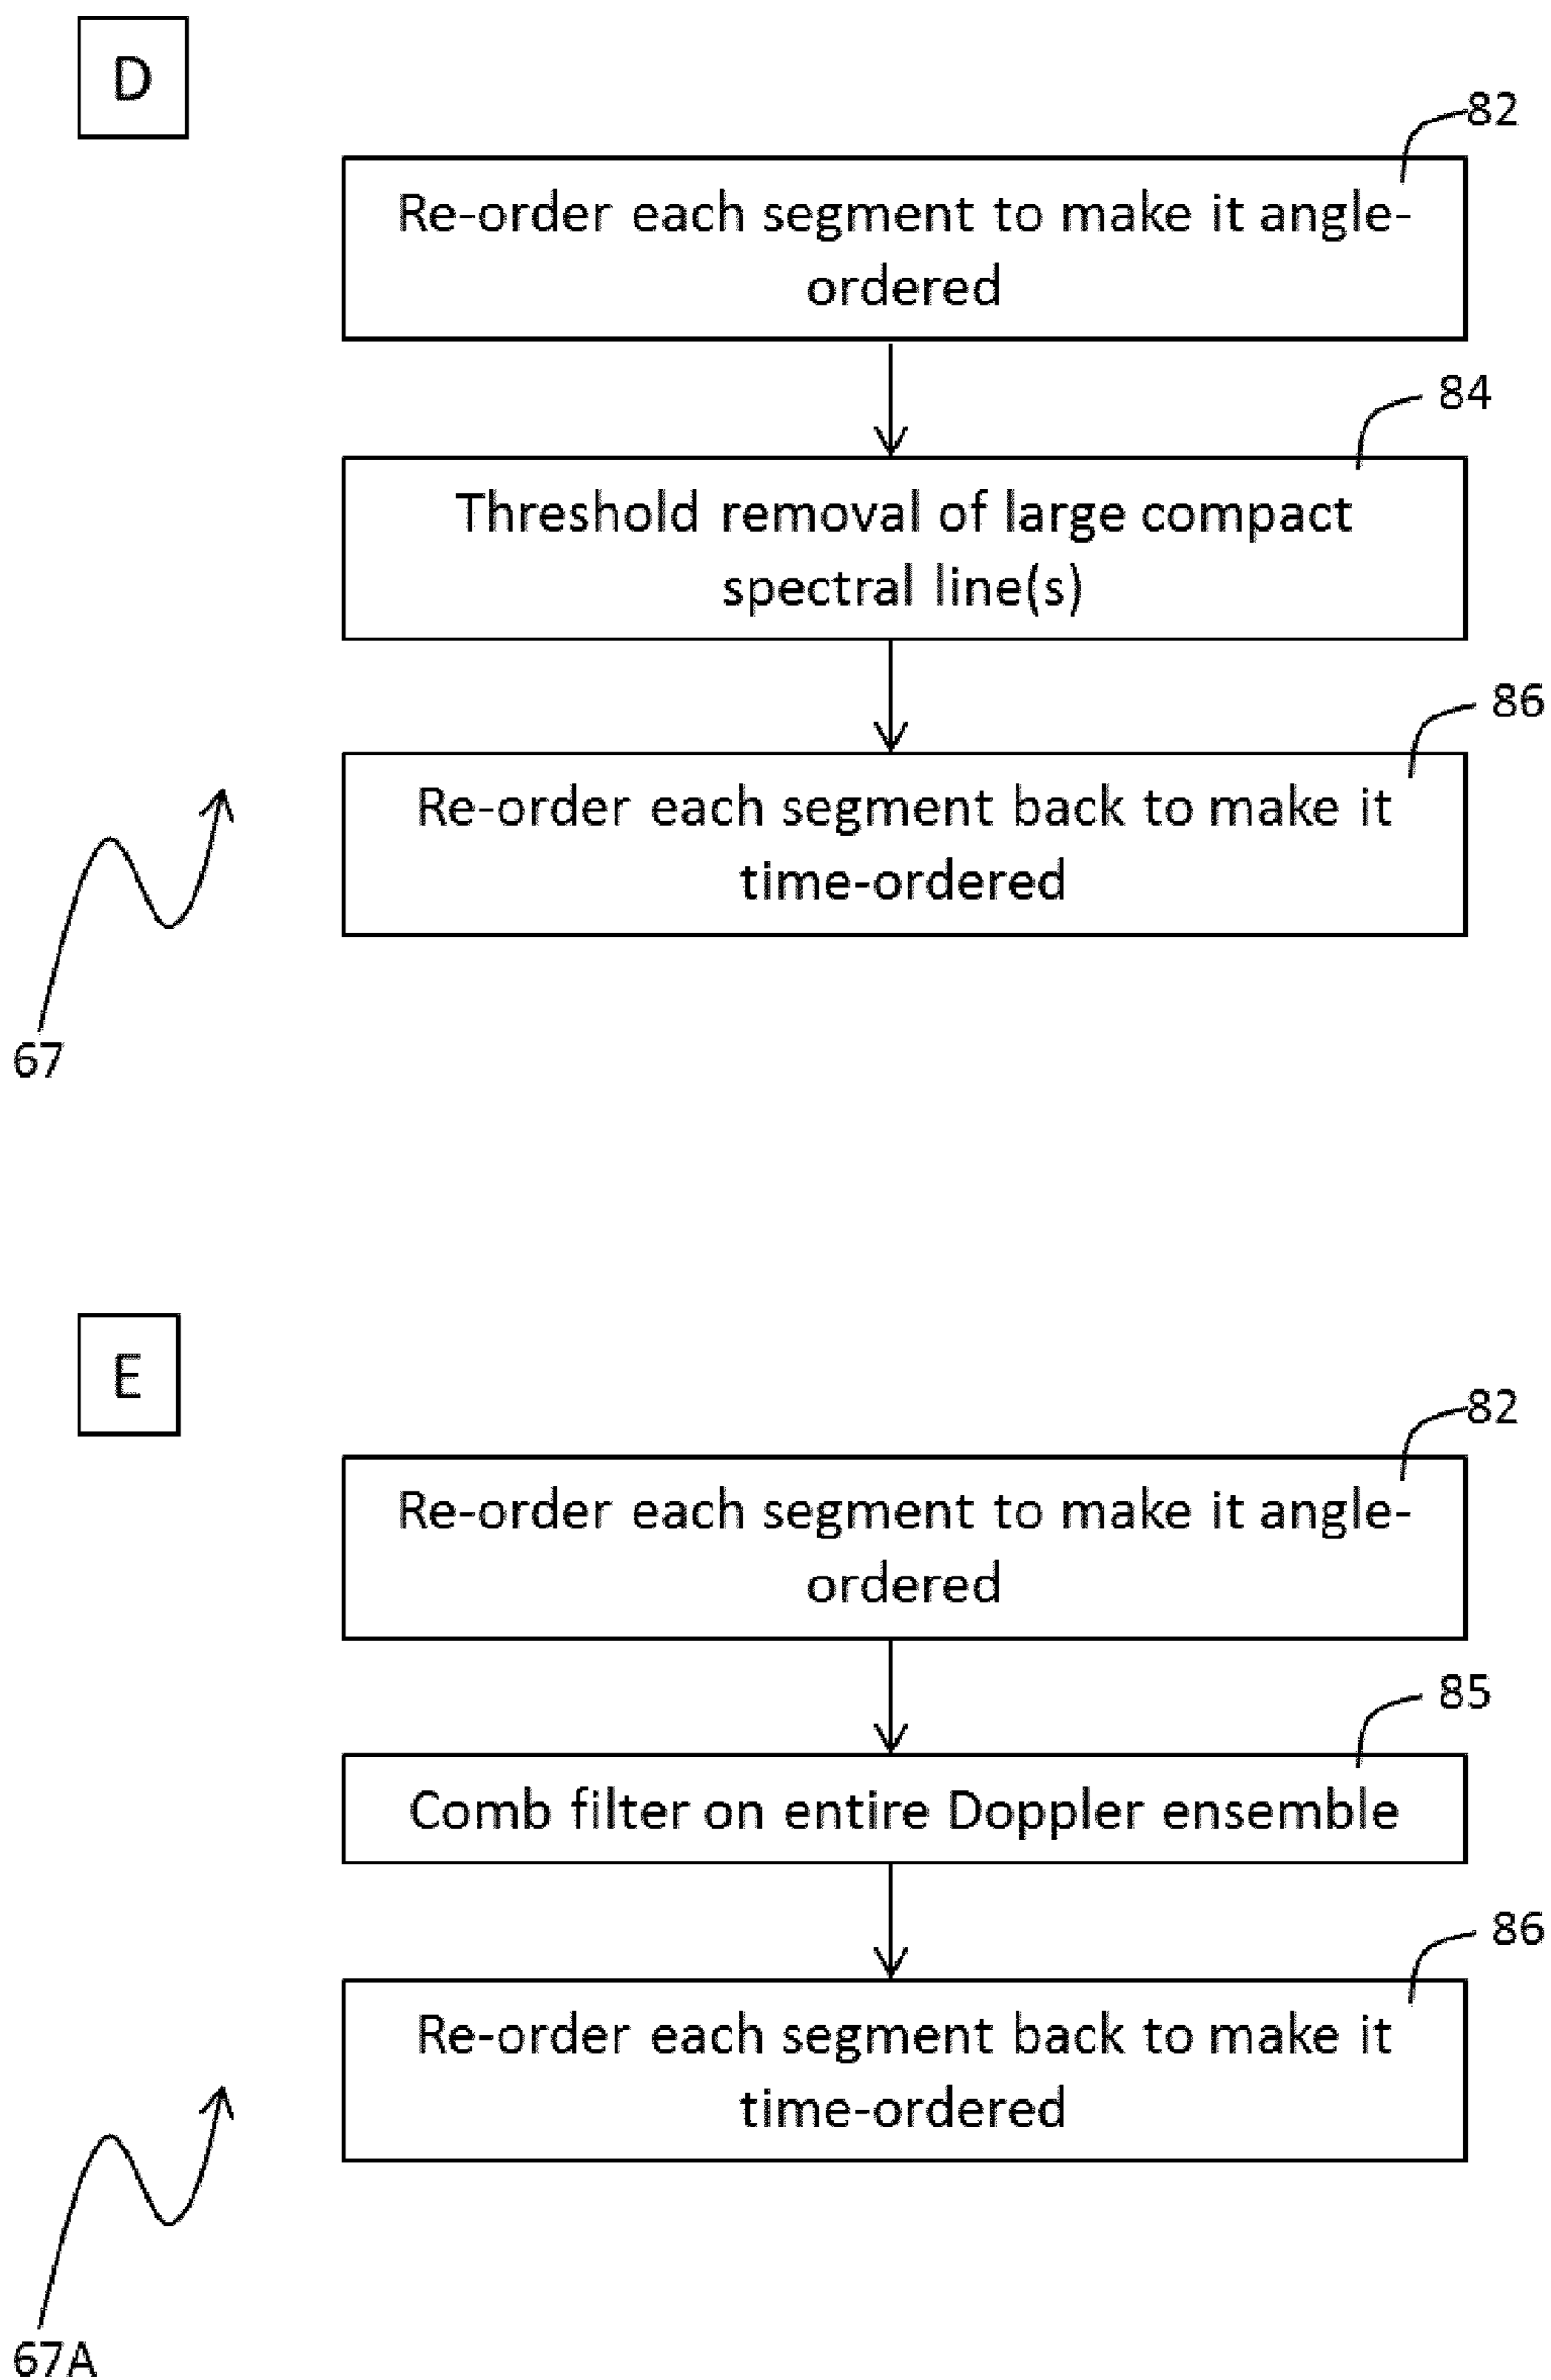 D
82
Re-order each segment to make it angle-
ordered
84
Threshold removal of large compact
spectral line(s)
86
Re-order each segment back to make it
time-ordered
67
E
82
Re-order each segment to make it angle-
ordered
85
Comb filter on entire Doppler ensemble
86
Re-order each segment back to make it
time-ordered
67A